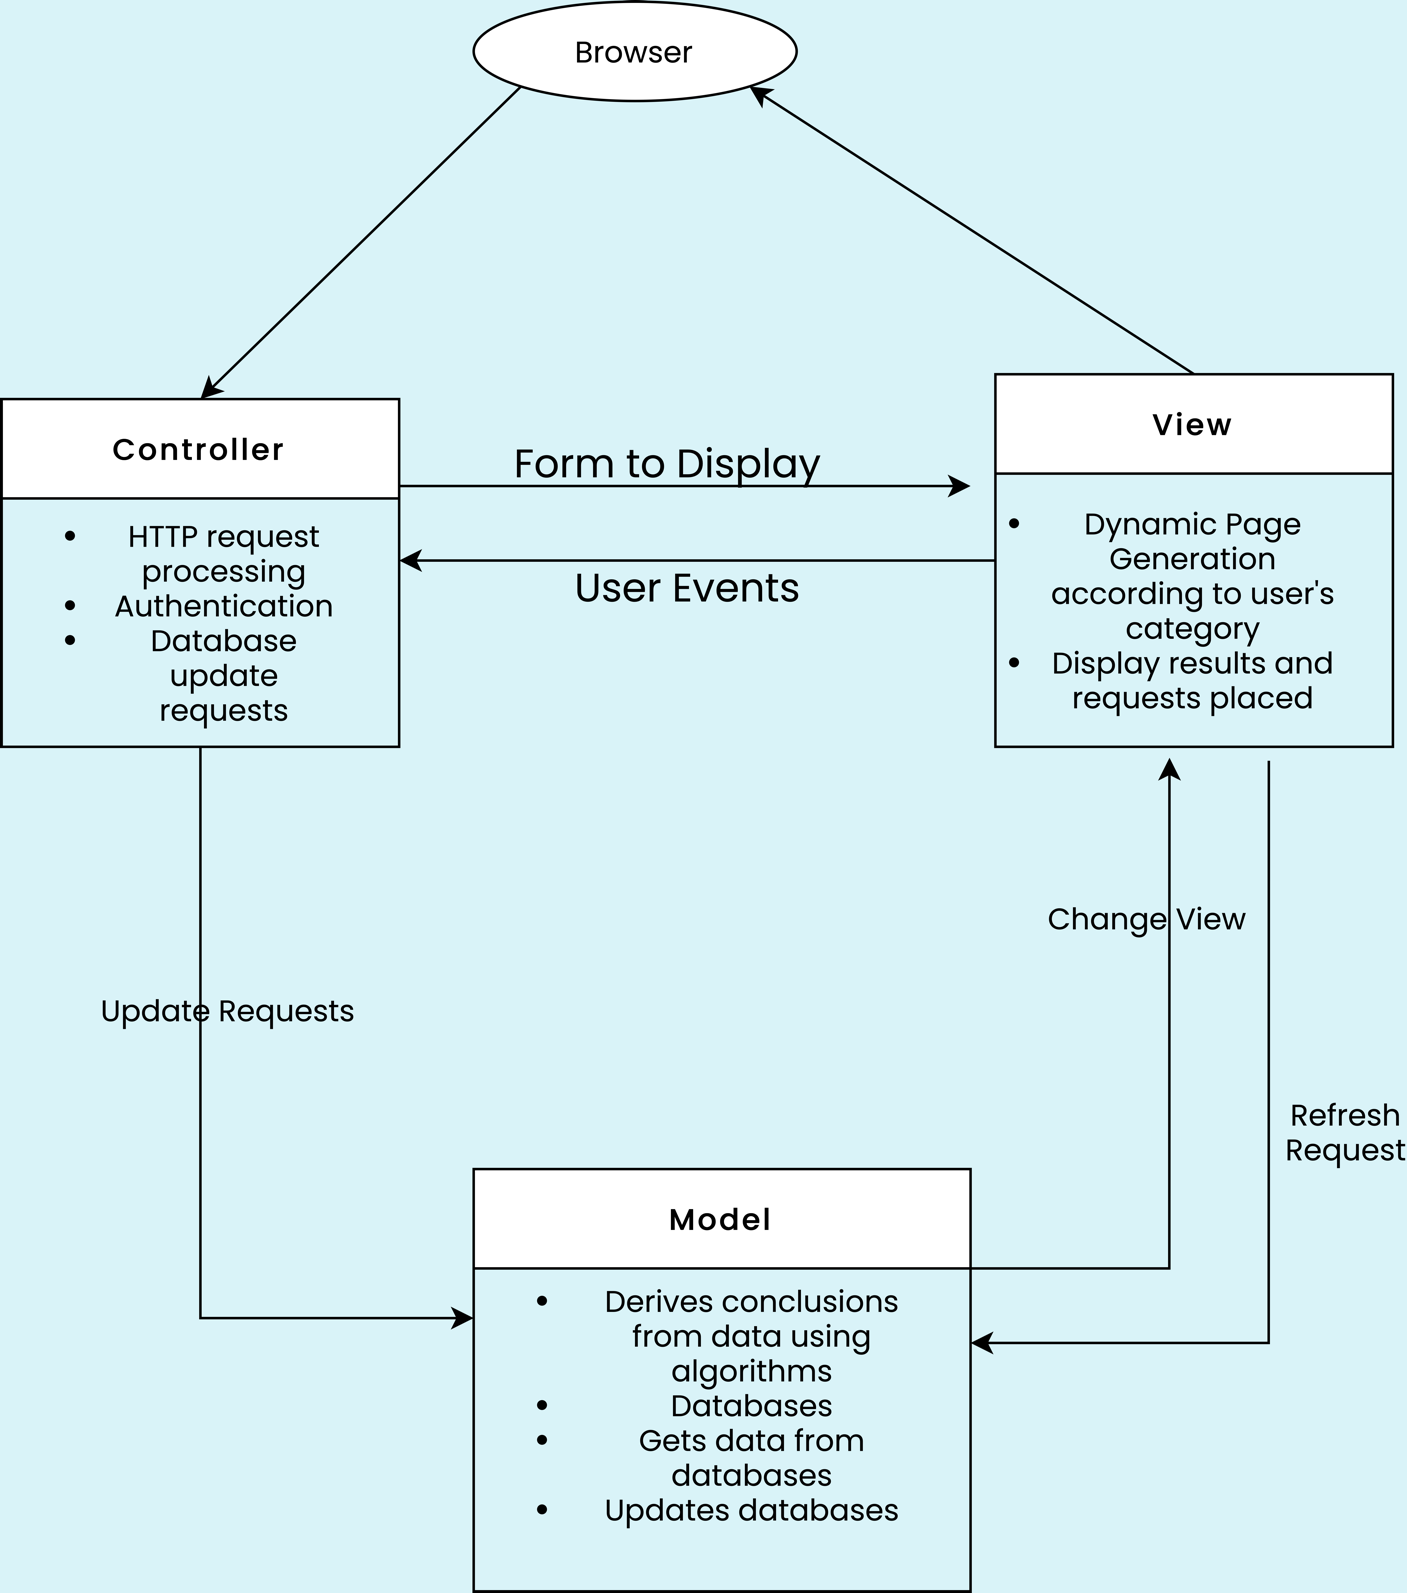 Browser
Controller
• HTTP request
processing
• Authentication
• Database
update
requests
Form to Display
User Events
View
• Dynamic Page
Generation
according to user's
category
• Display results and
requests placed
Change View
Update Requests
Refresh
Request
Model
• Derives conclusions
from data using
algorithms
• Databases
• Gets data from
databases
• Updates databases